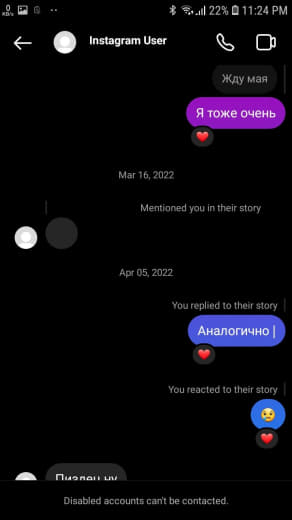 0 KB/s 22% 11:24 PM
Instagram User
Жду мая
Я тоже очень
Mar 16, 2022
Mentioned you in their story
Apr 05, 2022
You replied to their story
Аналогично |
You reacted to their story
Пиздец ну
Disabled accounts can't be contacted.